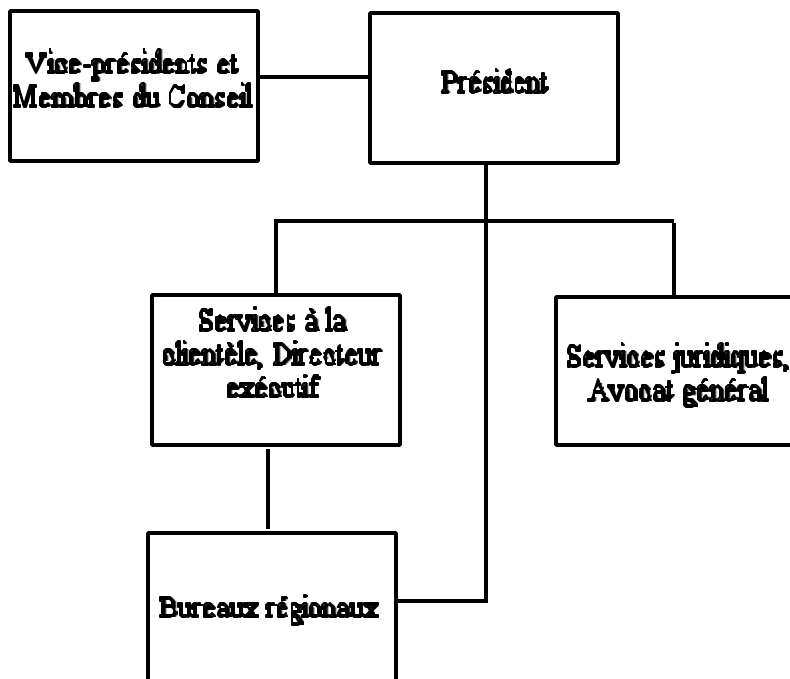 Vice-présidents et
Membres du Conseil
Président
Services à la
clientèle, Directeur
exécutif
Services juridiques,
Avocat général
Bureaux régionaux